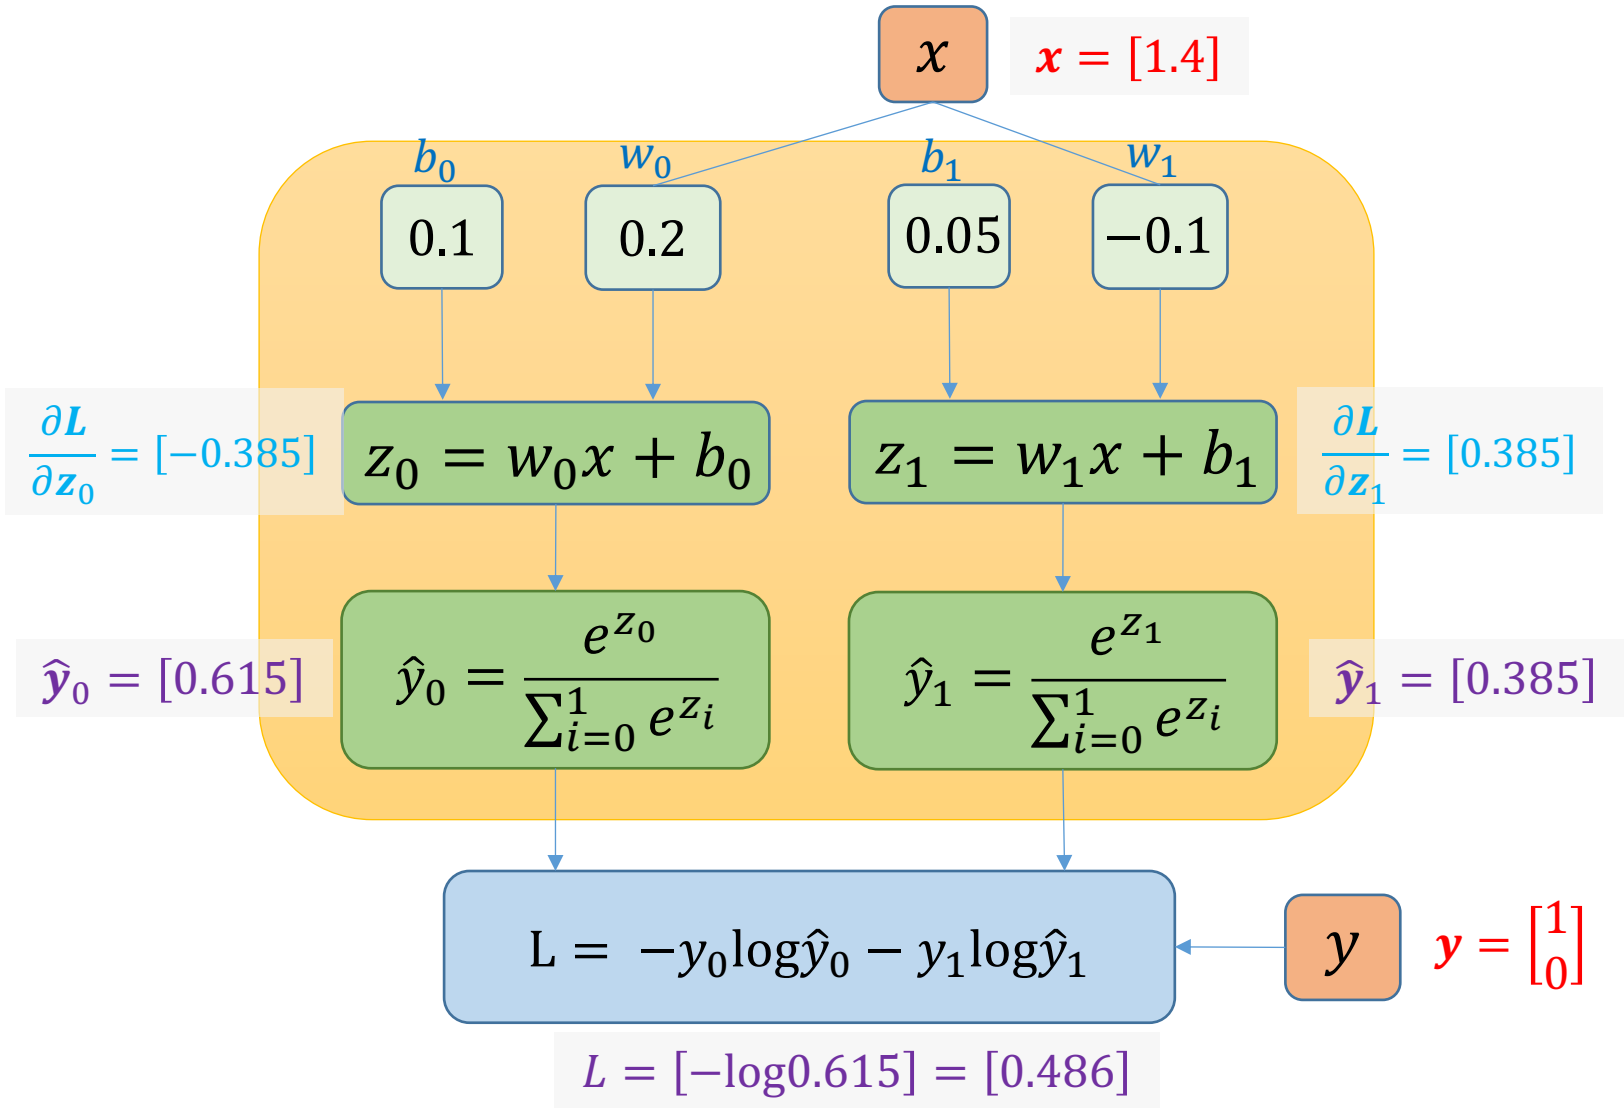 x
𝒙 = [1.4]
b₀ w₀ b₁ w₁
0.1 0.2 0.05 −0.1
∂𝑳/∂𝒛₀ = [−0.385]
z₀ = w₀x + b₀
z₁ = w₁x + b₁
∂𝑳/∂𝒛₁ = [0.385]
𝒚̂₀ = [0.615]
ŷ₀ = e^{z₀} / ∑_{i=0}^{1} e^{z_i}
ŷ₁ = e^{z₁} / ∑_{i=0}^{1} e^{z_i}
𝒚̂₁ = [0.385]
L = −y₀logŷ₀ − y₁logŷ₁
y
𝒚 = [1 0]
L = [−log0.615] = [0.486]